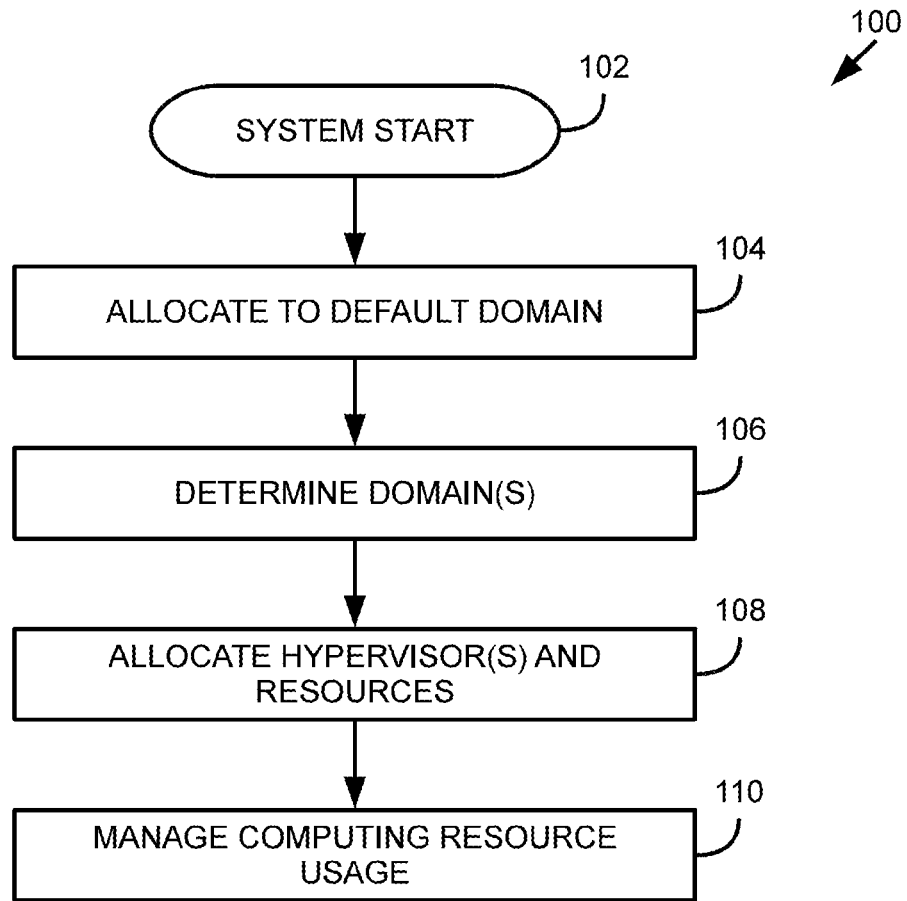 100
102
SYSTEM START
104
ALLOCATE TO DEFAULT DOMAIN
106
DETERMINE DOMAIN(S)
108
ALLOCATE HYPERVISOR(S) AND
RESOURCES
110
MANAGE COMPUTING RESOURCE
USAGE